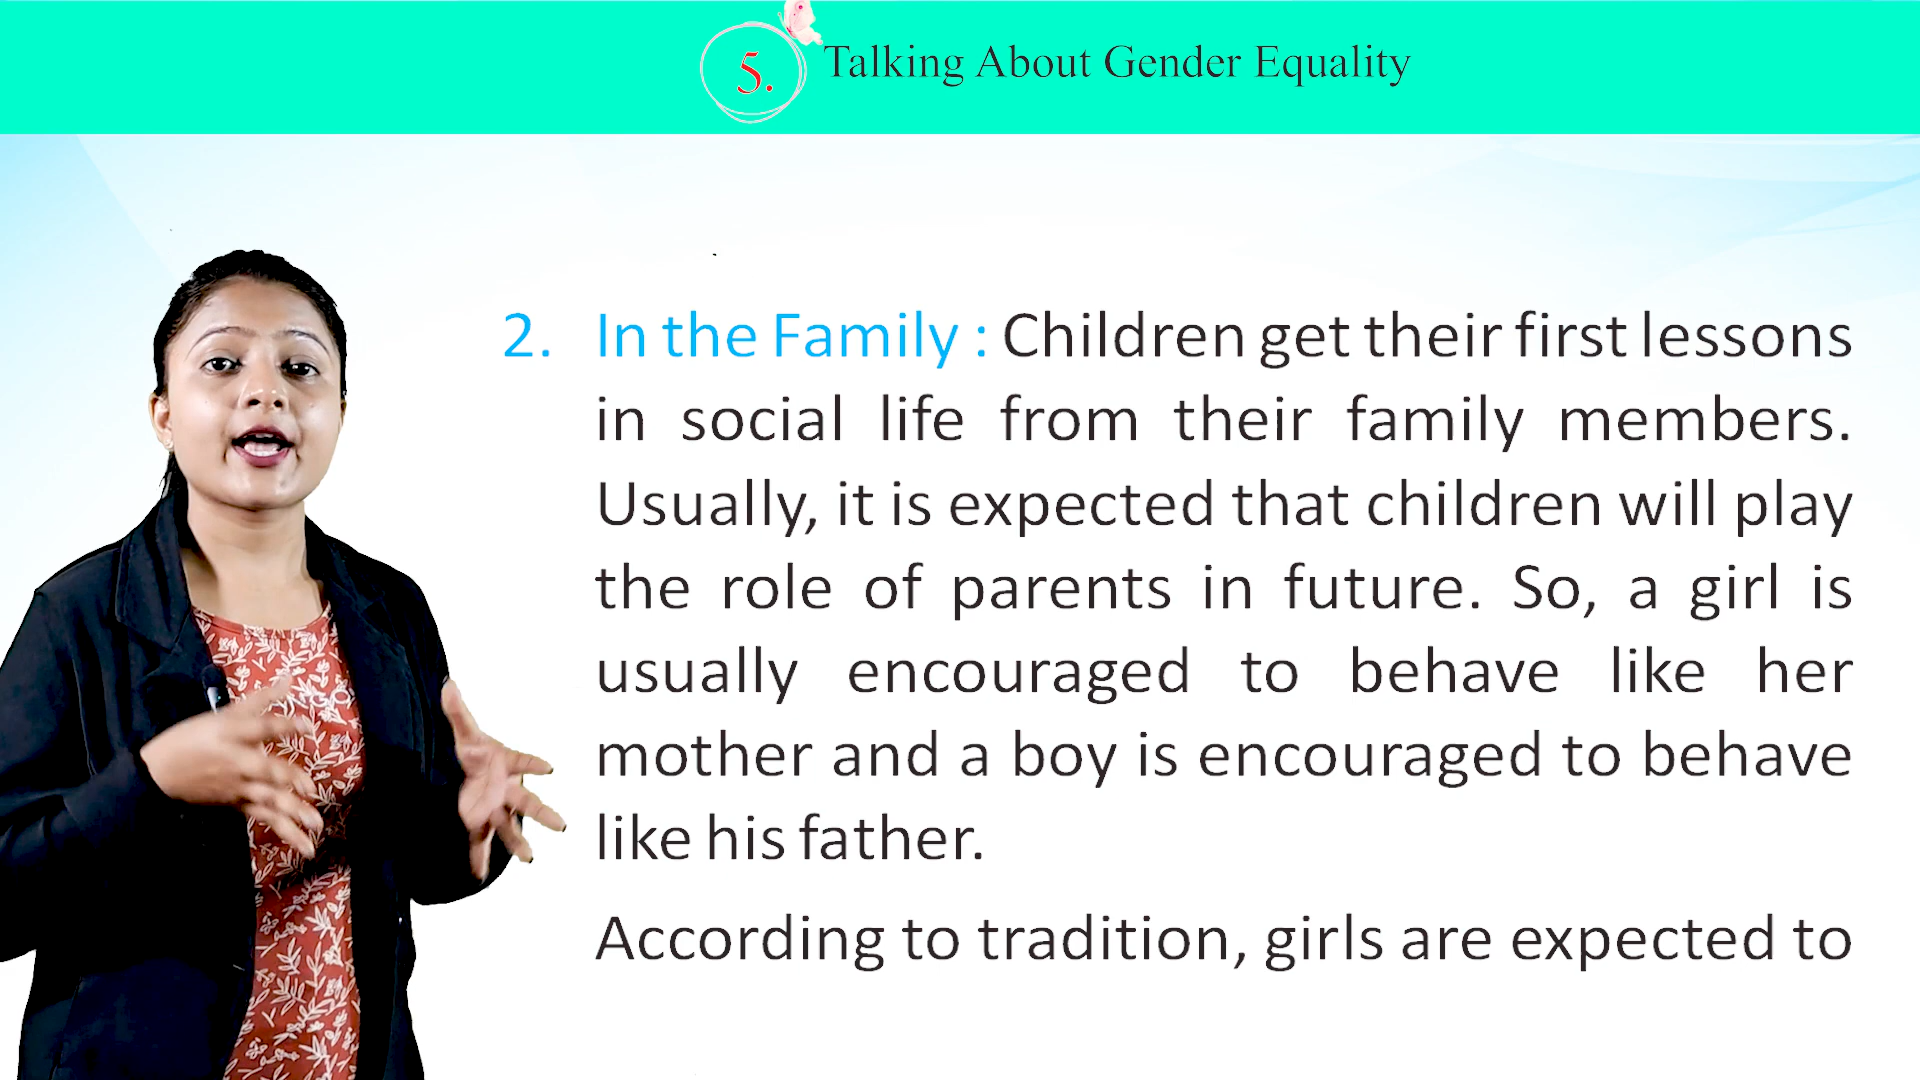 5. Talking About Gender Equality
2. In the Family : Children get their first lessons
in social life from their family members.
Usually, it is expected that children will play
the role of parents in future. So, a girl is
usually encouraged to behave like her
mother and a boy is encouraged to behave
like his father.
According to tradition, girls are expected to